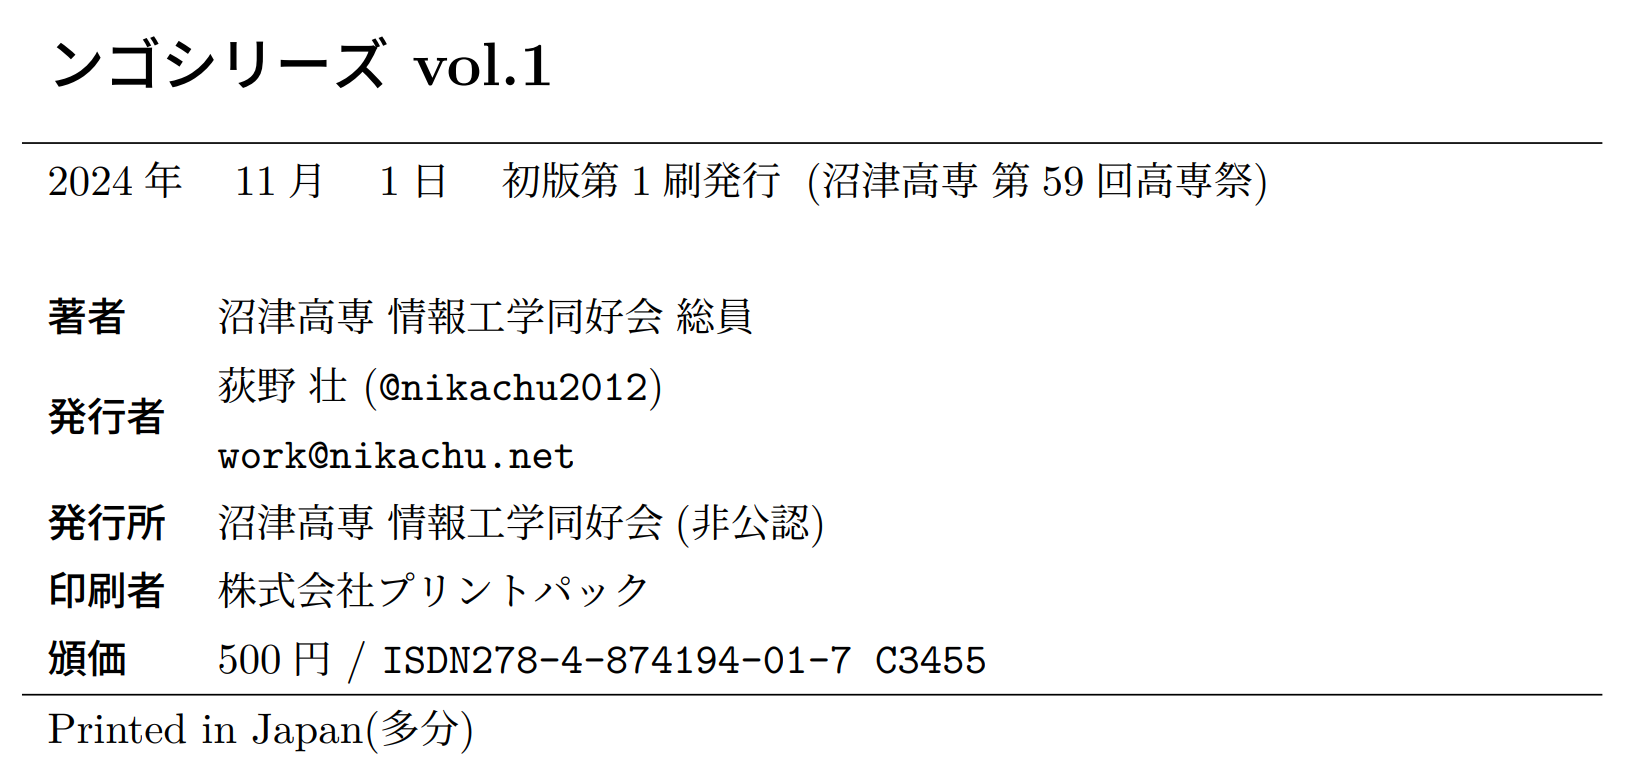 ンゴシリーズ vol.1
2024 年 11 月 1 日 初版第 1 刷発行 (沼津高専 第 59 回高専祭)
著者 沼津高専 情報工学同好会 総員
発行者 荻野 壮 (@nikachu2012)
work@nikachu.net
発行所 沼津高専 情報工学同好会 (非公認)
印刷者 株式会社プリントパック
頒価 500 円 / ISDN278-4-874194-01-7 C3455
Printed in Japan(多分)